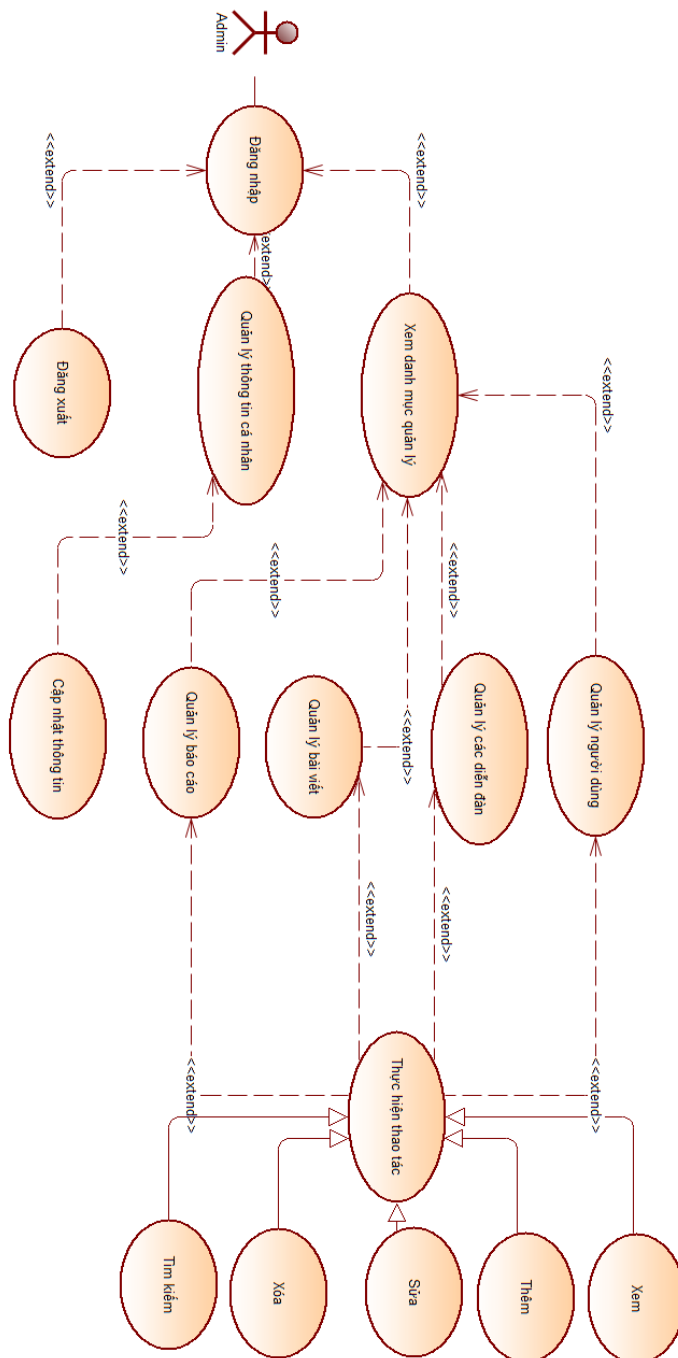 Xem
<<extend>>
Quản lý người dùng
<<extend>>
Thêm
Quản lý các diễn đàn
<<extend>>
<<extend>>
<<extend>>
Xem danh mục quản lý
<<extend>>
Thực hiện thao tác
Sửa
<<extend>>
Quản lý bài viết
<<extend>>
Xóa
extend>
Đăng nhập
Quản lý thông tin cá nhân
Admin
Quản lý báo cáo
<<extend>>
Tìm kiếm
<<extend>>
Đăng xuất
Cập nhật thông tin
<<extend>>